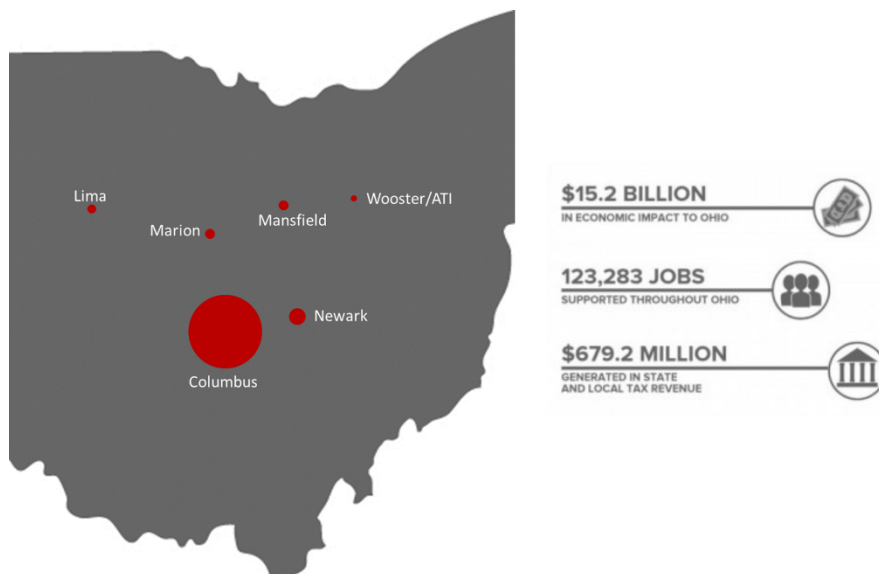 Lima
Marion
Mansfield
Wooster/ATI
Newark
Columbus
$15.2 BILLION
IN ECONOMIC IMPACT TO OHIO
123,283 JOBS
SUPPORTED THROUGHOUT OHIO
$679.2 MILLION
GENERATED IN STATE
AND LOCAL TAX REVENUE